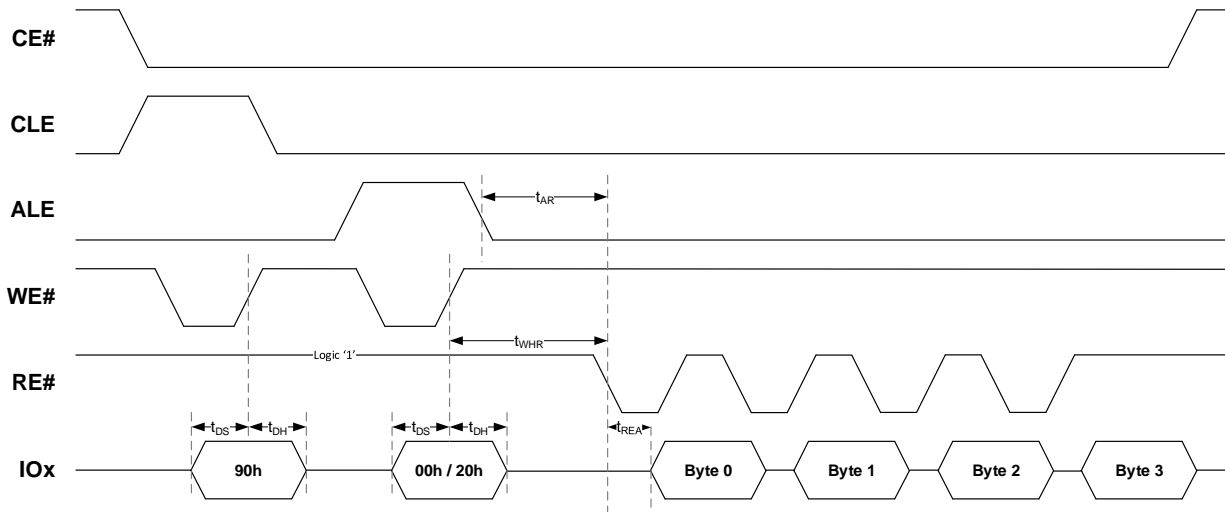 CE#
CLE
ALE
tAR
WE#
tWHR
RE#
Logic ‘1’
tDS
tDH
tDS
tDH
tREA
IOx
90h
00h / 20h
Byte 0
Byte 1
Byte 2
Byte 3